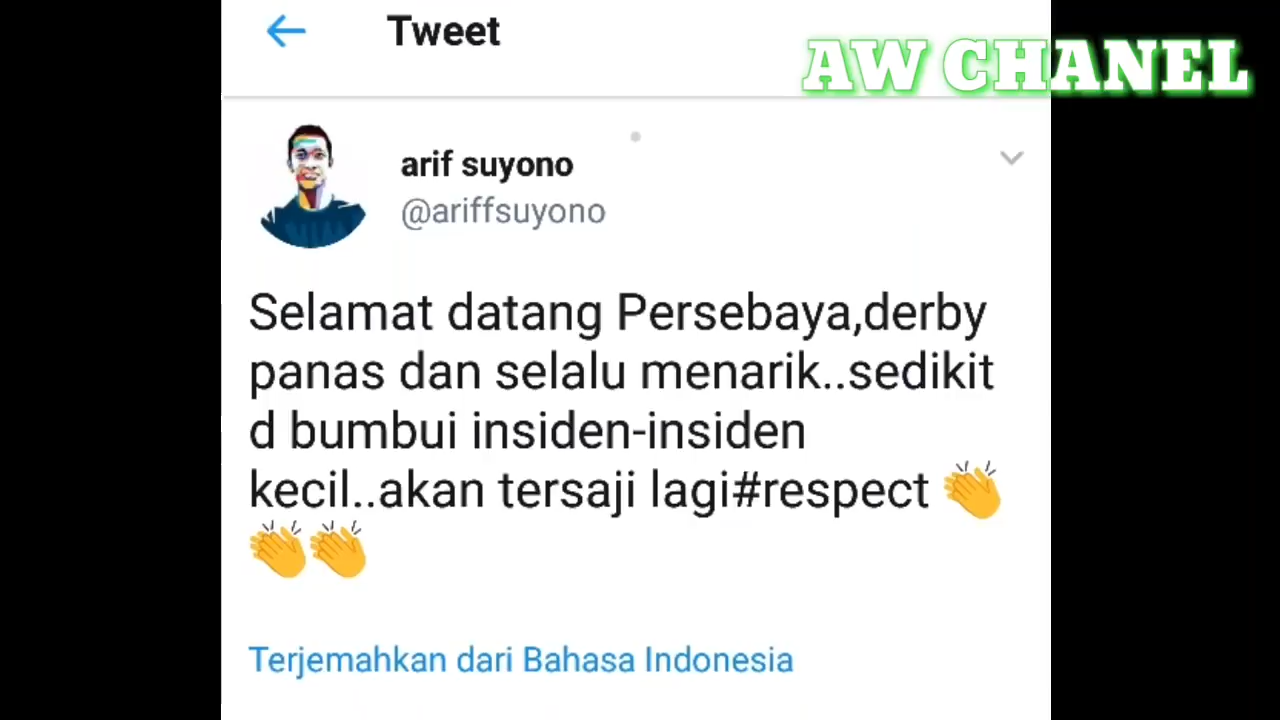 Tweet
AW CHANEL
arif suyono
@ariffsuyono
Selamat datang Persebaya,derby
panas dan selalu menarik..sedikit
d bumbui insiden-insiden
kecil..akan tersaji lagi#respect 👏
👏👏
Terjemahkan dari Bahasa Indonesia